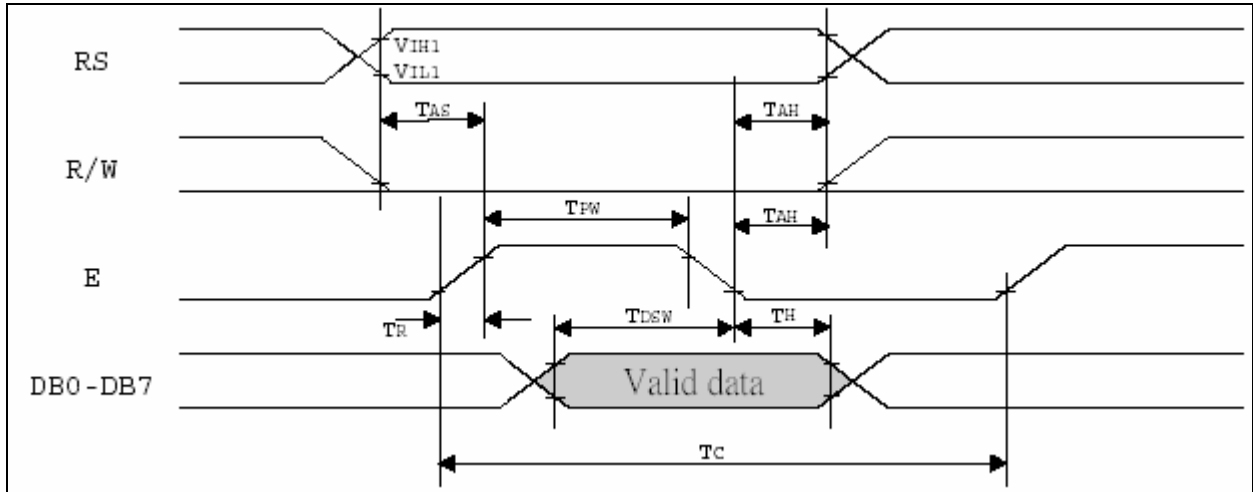 RS
VIH1
VIL1
TAS
TAH
R/W
TPW
TAH
E
TR
TDSW
TH
DB0-DB7
Valid data
TC